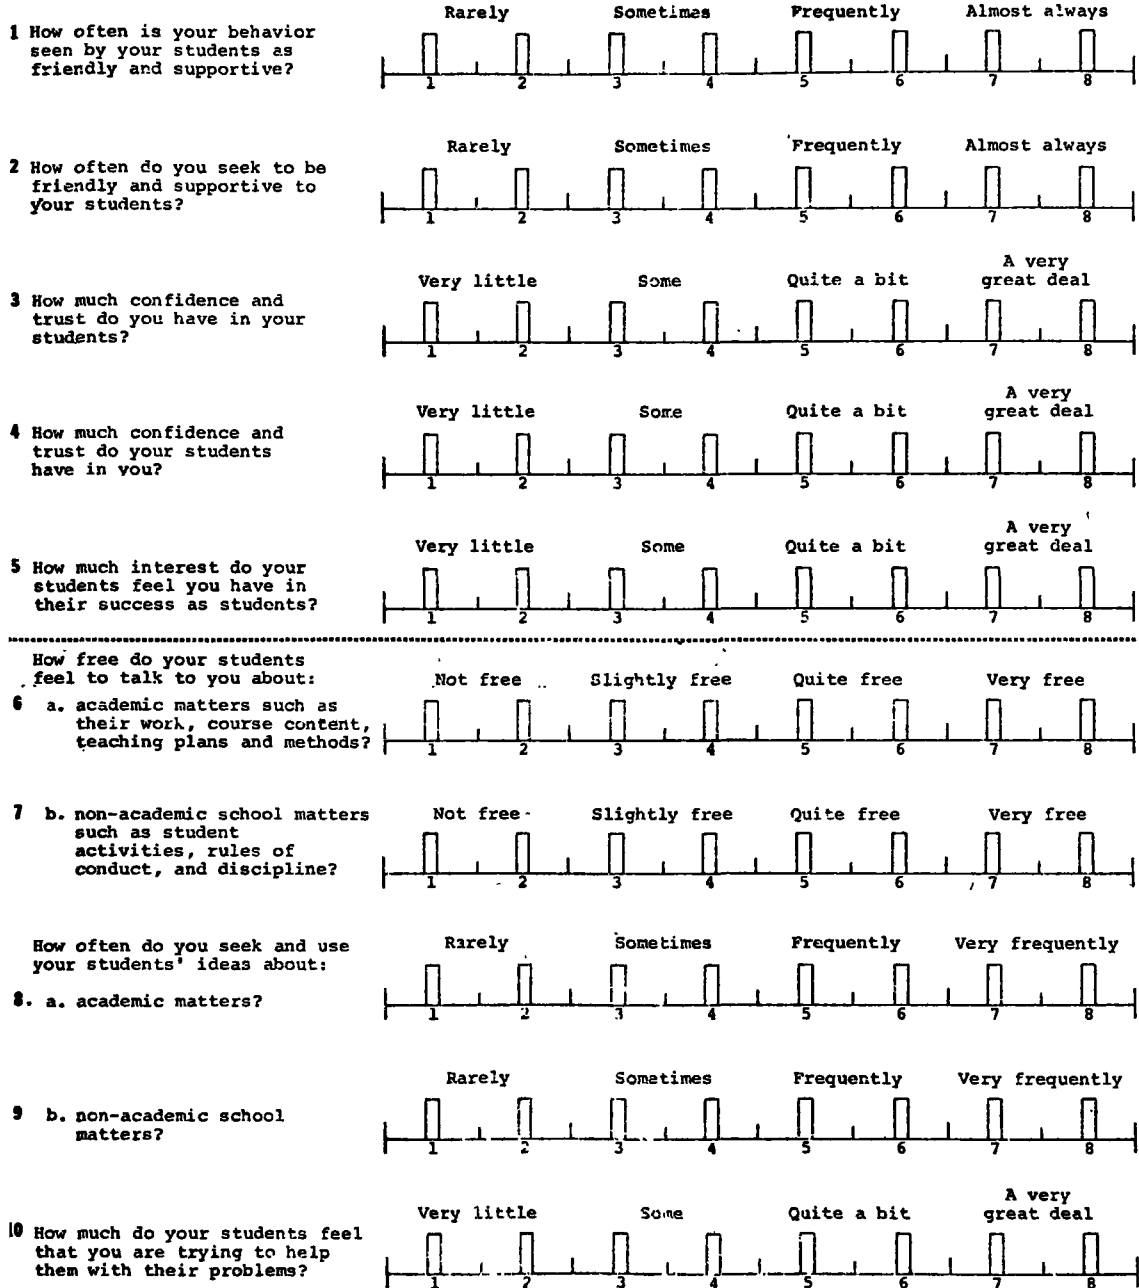 Rarely Sometimes Frequently Almost always
1 How often is your behavior
seen by your students as
friendly and supportive?
1 2 3 4 5 6 7 8
Rarely Sometimes Frequently Almost always
2 How often do you seek to be
friendly and supportive to
your students?
1 2 3 4 5 6 7 8
A very
Very little Some Quite a bit great deal
3 How much confidence and
trust do you have in your
students?
1 2 3 4 5 6 7 8
A very
Very little Some Quite a bit great deal
4 How much confidence and
trust do your students
have in you?
1 2 3 4 5 6 7 8
A very
Very little Some Quite a bit great deal
5 How much interest do your
students feel you have in
their success as students?
1 2 3 4 5 6 7 8
How free do your students
feel to talk to you about:
Not free Slightly free Quite free Very free
6 a. academic matters such as
their work, course content,
teaching plans and methods?
1 2 3 4 5 6 7 8
Not free Slightly free Quite free Very free
7 b. non-academic school matters
such as student
activities, rules of
conduct, and discipline?
1 2 3 4 5 6 7 8
Rarely Sometimes Frequently Very frequently
How often do you seek and use
your students' ideas about:
8. a. academic matters?
1 2 3 4 5 6 7 8
Rarely Sometimes Frequently Very frequently
9 b. non-academic school
matters?
1 2 3 4 5 6 7 8
A very
Very little Some Quite a bit great deal
10 How much do your students feel
that you are trying to help
them with their problems?
1 2 3 4 5 6 7 8